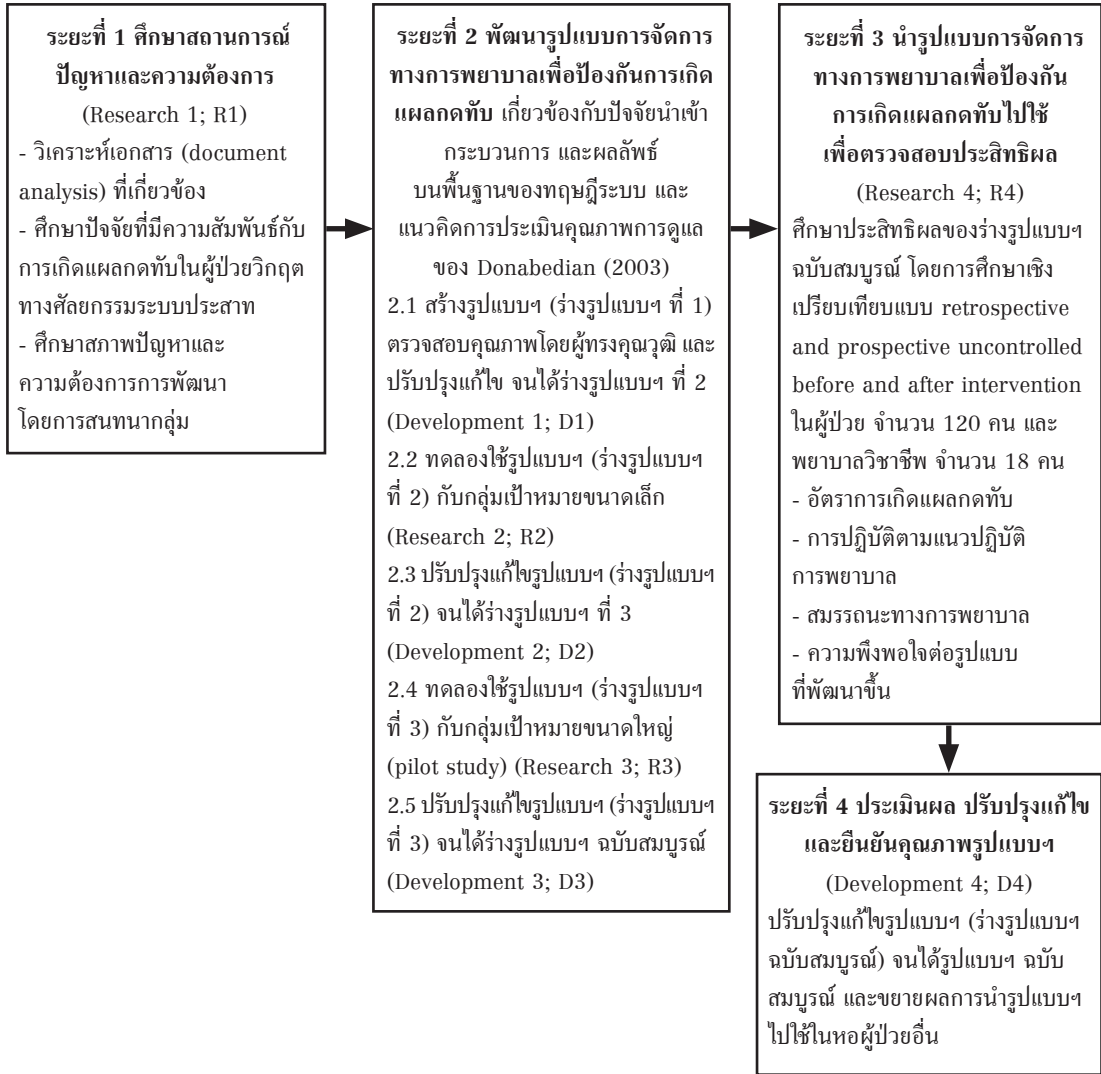 ระยะที่ 1 ศึกษาสถานการณ์
ปัญหาและความต้องการ
(Research 1; R1)
- วิเคราะห์เอกสาร (document
analysis) ที่เกี่ยวข้อง
- ศึกษาปัจจัยที่มีความสัมพันธ์กับ
การเกิดแผลกดทับในผู้ป่วยวิกฤต
ทางศัลยกรรมระบบประสาท
- ศึกษาสภาพปัญหาและ
ความต้องการการพัฒนา
โดยการสนทนากลุ่ม
ระยะที่ 2 พัฒนารูปแบบการจัดการ
ทางการพยาบาลเพื่อป้องกันการเกิด
แผลกดทับ เกี่ยวข้องกับปัจจัยนำเข้า
กระบวนการ และผลลัพธ์
บนพื้นฐานของทฤษฎีระบบ และ
แนวคิดการประเมินคุณภาพการดูแล
ของ Donabedian (2003)
2.1 สร้างรูปแบบฯ (ร่างรูปแบบฯ ที่ 1)
ตรวจสอบคุณภาพโดยผู้ทรงคุณวุฒิ และ
ปรับปรุงแก้ไข จนได้ร่างรูปแบบฯ ที่ 2
(Development 1; D1)
2.2 ทดลองใช้รูปแบบฯ (ร่างรูปแบบฯ
ที่ 2) กับกลุ่มเป้าหมายขนาดเล็ก
(Research 2; R2)
2.3 ปรับปรุงแก้ไขรูปแบบฯ (ร่างรูปแบบฯ
ที่ 2) จนได้ร่างรูปแบบฯ ที่ 3
(Development 2; D2)
2.4 ทดลองใช้รูปแบบฯ (ร่างรูปแบบฯ
ที่ 3) กับกลุ่มเป้าหมายขนาดใหญ่
(pilot study) (Research 3; R3)
2.5 ปรับปรุงแก้ไขรูปแบบฯ (ร่างรูปแบบฯ
ที่ 3) จนได้ร่างรูปแบบฯ ฉบับสมบูรณ์
(Development 3; D3)
ระยะที่ 3 นำรูปแบบการจัดการ
ทางการพยาบาลเพื่อป้องกัน
การเกิดแผลกดทับไปใช้
เพื่อตรวจสอบประสิทธิผล
(Research 4; R4)
ศึกษาประสิทธิผลของร่างรูปแบบฯ
ฉบับสมบูรณ์ โดยการศึกษาเชิง
เปรียบเทียบแบบ retrospective
and prospective uncontrolled
before and after intervention
ในผู้ป่วย จำนวน 120 คน และ
พยาบาลวิชาชีพ จำนวน 18 คน
- อัตราการเกิดแผลกดทับ
- การปฏิบัติตามแนวปฏิบัติ
การพยาบาล
- สมรรถนะทางการพยาบาล
- ความพึงพอใจต่อรูปแบบ
ที่พัฒนาขึ้น
ระยะที่ 4 ประเมินผล ปรับปรุงแก้ไข
และยืนยันคุณภาพรูปแบบฯ
(Development 4; D4)
ปรับปรุงแก้ไขรูปแบบฯ (ร่างรูปแบบฯ
ฉบับสมบูรณ์) จนได้รูปแบบฯ ฉบับ
สมบูรณ์ และขยายผลการนำรูปแบบฯ
ไปใช้ในหอผู้ป่วยอื่น